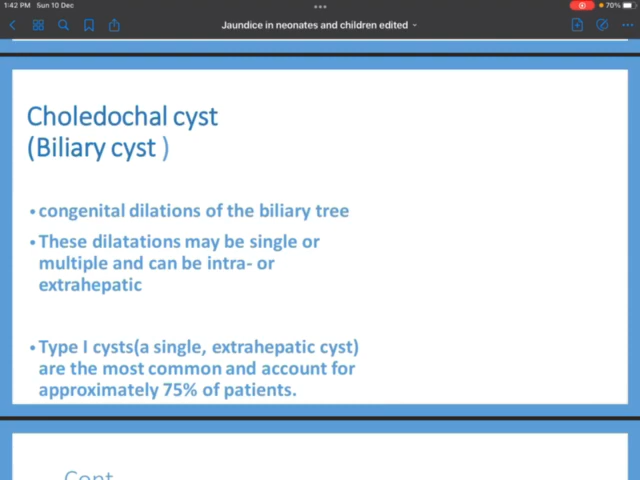 1:42 PM Sun 10 Dec
70%
Jaundice in neonates and children edited
Choledochal cyst
(Biliary cyst )
•congenital dilations of the biliary tree
•These dilatations may be single or
multiple and can be intra- or
extrahepatic
•Type I cysts(a single, extrahepatic cyst)
are the most common and account for
approximately 75% of patients.
Cont